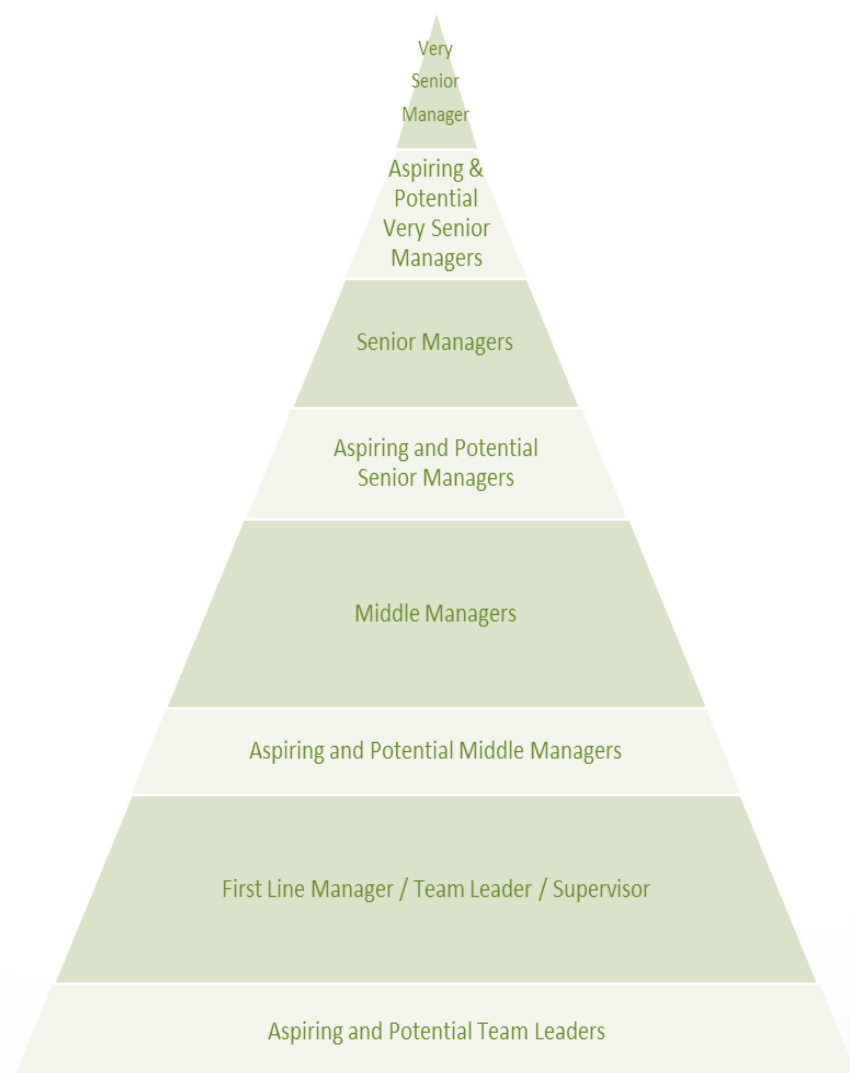 Very
Senior
Manager
Aspiring &
Potential
Very Senior
Managers
Senior Managers
Aspiring and Potential
Senior Managers
Middle Managers
Aspiring and Potential Middle Managers
First Line Manager / Team Leader / Supervisor
Aspiring and Potential Team Leaders